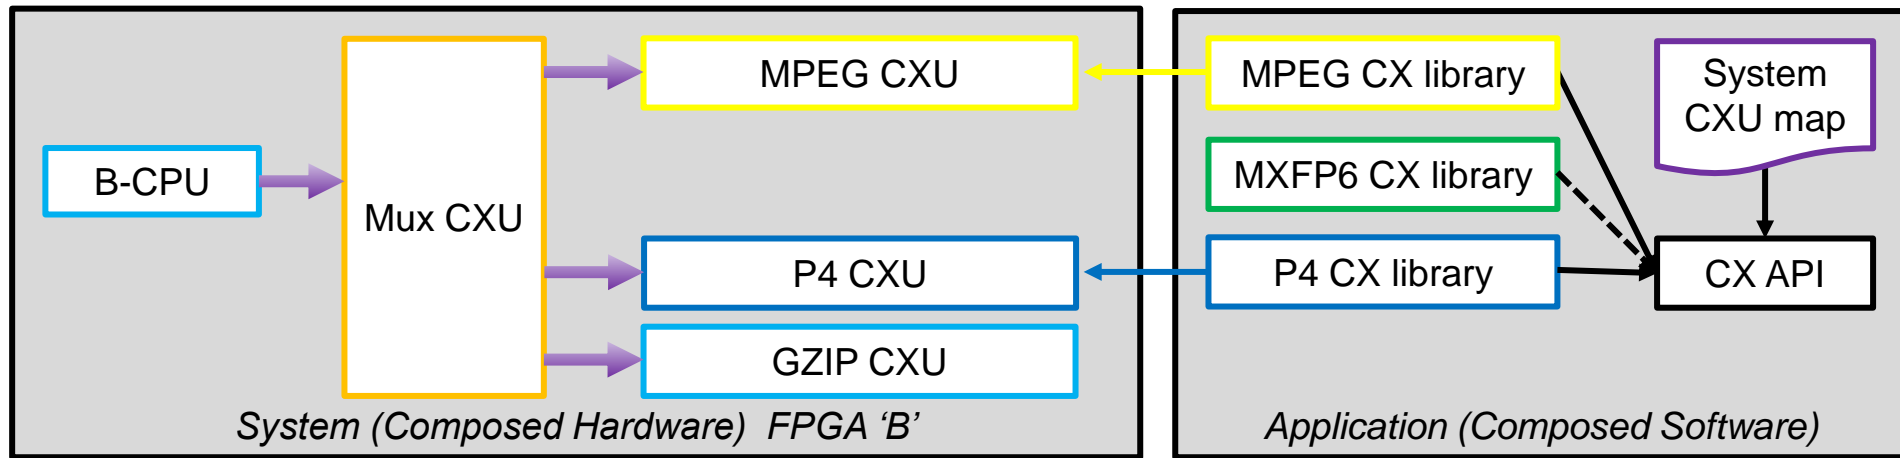 B-CPU
Mux CXU
MPEG CXU
P4 CXU
GZIP CXU
System (Composed Hardware)  FPGA ‘B’
MPEG CX library
MXFP6 CX library
P4 CX library
System
CXU map
CX API
Application (Composed Software)